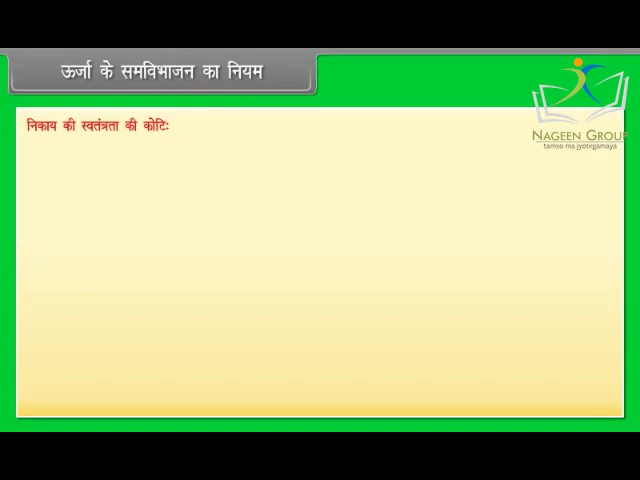 ऊर्जा के समविभाजन का नियम
निकाय की स्वतंत्रता की कोटिः
NAGEEN GROUP
tamso ma jyotirgamaya